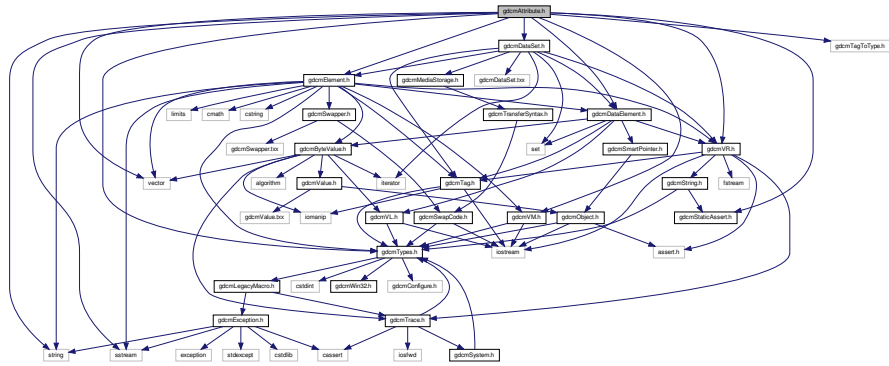 gdcmAttribute.h
gdcmDataSet.h
gdcmTagToType.h
gdcmElement.h
gdcmMediaStorage.h
gdcmDataSet.txx
limits
cmath
cstring
gdcmSwapper.h
gdcmTransferSyntax.h
gdcmDataElement.h
gdcmSwapper.txx
gdcmByteValue.h
set
gdcmSmartPointer.h
gdcmVR.h
vector
algorithm
gdcmValue.h
iterator
gdcmTag.h
gdcmString.h
fstream
gdcmValue.txx
iomanip
gdcmVL.h
gdcmSwapCode.h
gdcmVM.h
gdcmObject.h
gdcmStaticAssert.h
gdcmTypes.h
iostream
assert.h
gdcmLegacyMacro.h
cstdint
gdcmWin32.h
gdcmConfigure.h
gdcmException.h
gdcmTrace.h
string
sstream
exception
stdexcept
cstdlib
cassert
iosfwd
gdcmSystem.h